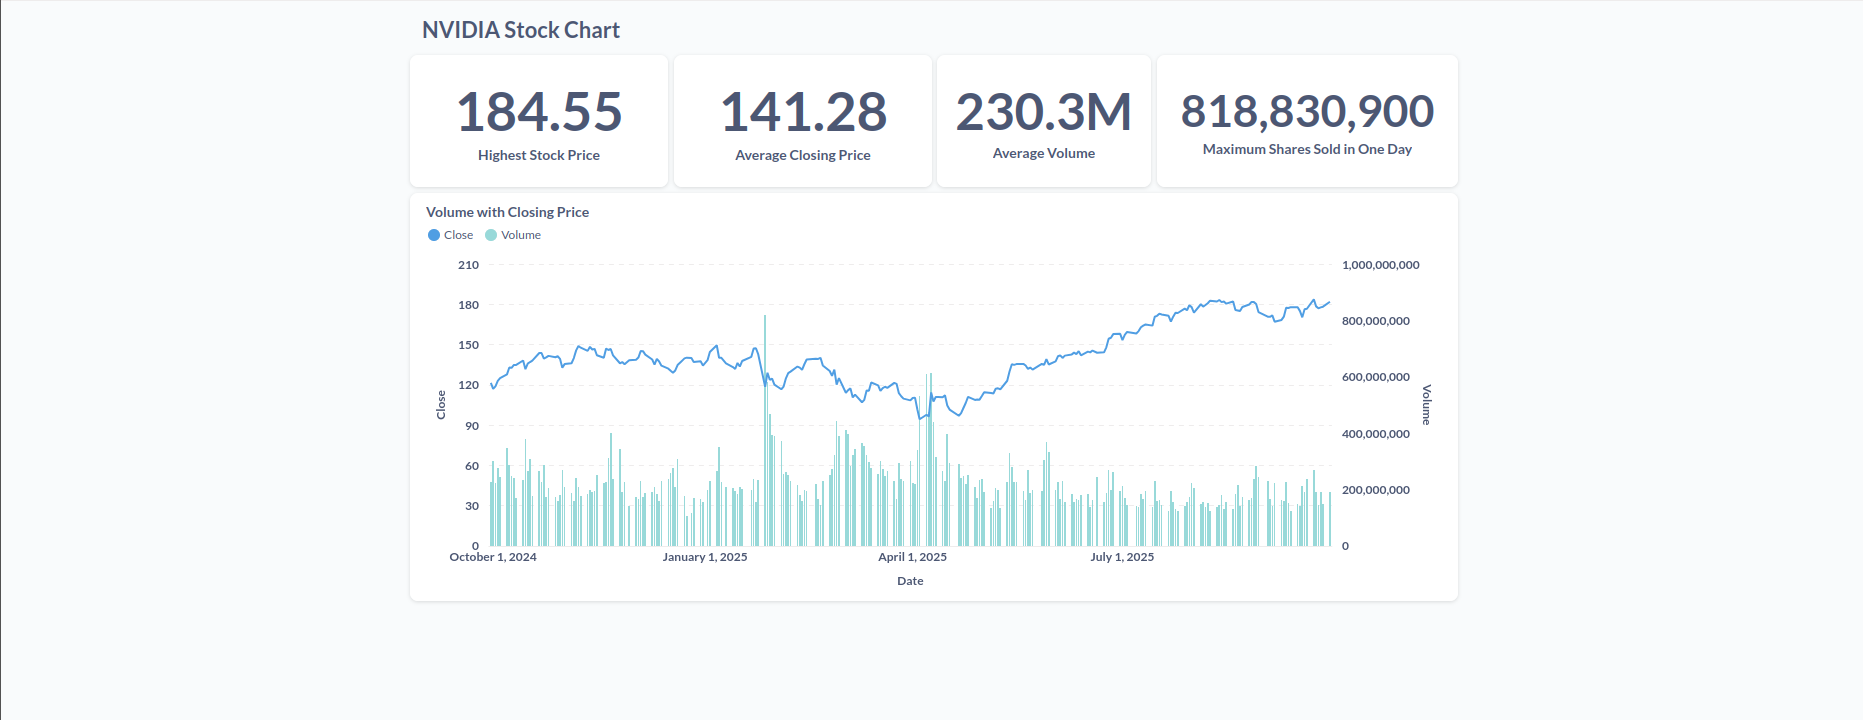 NVIDIA Stock Chart
184.55
Highest Stock Price
141.28
Average Closing Price
230.3M
Average Volume
818,830,900
Maximum Shares Sold in One Day
Volume with Closing Price
Close
Volume
210
180
150
120
90
60
30
0
Close
1,000,000,000
800,000,000
600,000,000
400,000,000
200,000,000
0
Volume
October 1, 2024
January 1, 2025
April 1, 2025
July 1, 2025
Date